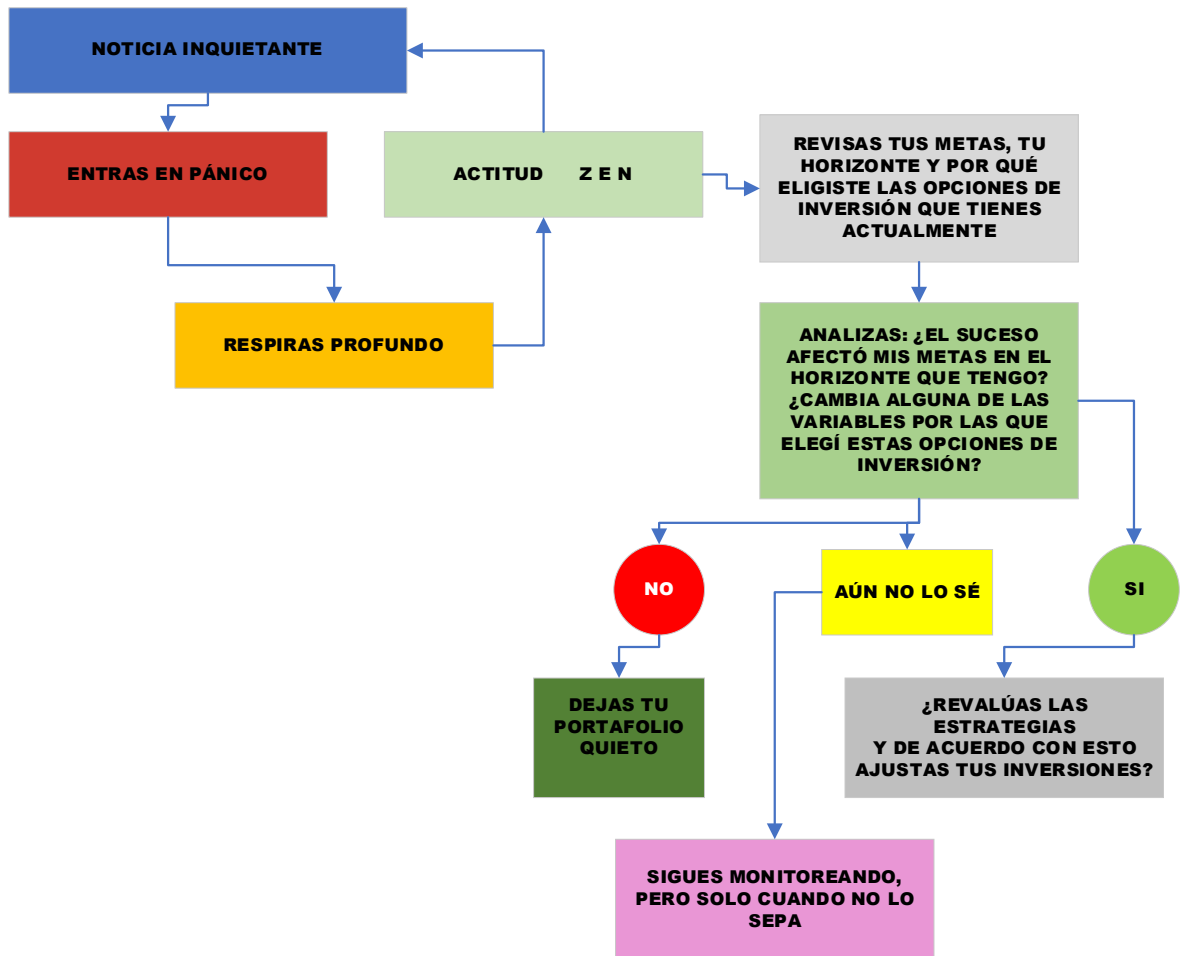 NOTICIA INQUIETANTE
ENTRAS EN PÁNICO
ACTITUD Z E N
REVISAS TUS METAS, TU
HORIZONTE Y POR QUÉ
ELIGISTE LAS OPCIONES DE
INVERSIÓN QUE TIENES
ACTUALMENTE
RESPIRAS PROFUNDO
ANALIZAS: ¿EL SUCESO
AFECTÓ MIS METAS EN EL
HORIZONTE QUE TENGO?
¿CAMBIA ALGUNA DE LAS
VARIABLES POR LAS QUE
ELEGÍ ESTAS OPCIONES DE
INVERSIÓN?
NO
AÚN NO LO SÉ
SI
DEJAS TU
PORTAFOLIO
QUIETO
¿REVALÚAS LAS
ESTRATEGIAS
Y DE ACUERDO CON ESTO
AJUSTAS TUS INVERSIONES?
SIGUES MONITOREANDO,
PERO SOLO CUANDO NO LO
SEPA